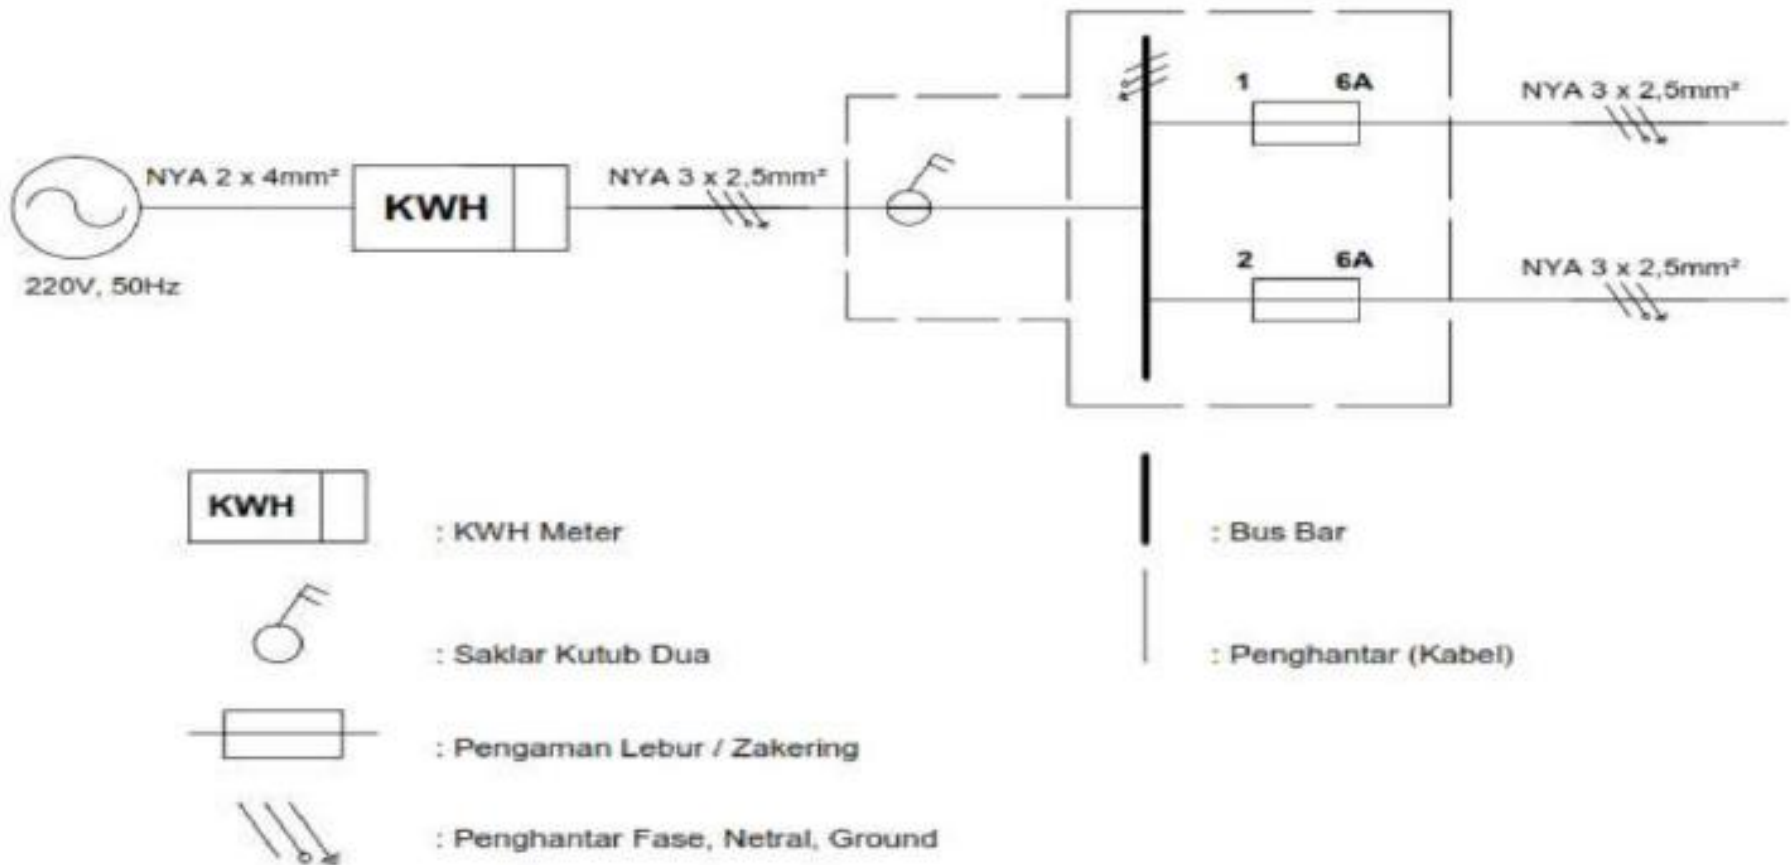 1 6A
NYA 3 x 2,5mm²
NYA 2 x 4mm²
KWH
NYA 3 x 2,5mm²
220V, 50Hz
2 6A
NYA 3 x 2,5mm²
KWH
: KWH Meter
: Bus Bar
: Saklar Kutub Dua
: Penghantar (Kabel)
: Pengaman Lebur / Zakering
: Penghantar Fase, Netral, Ground